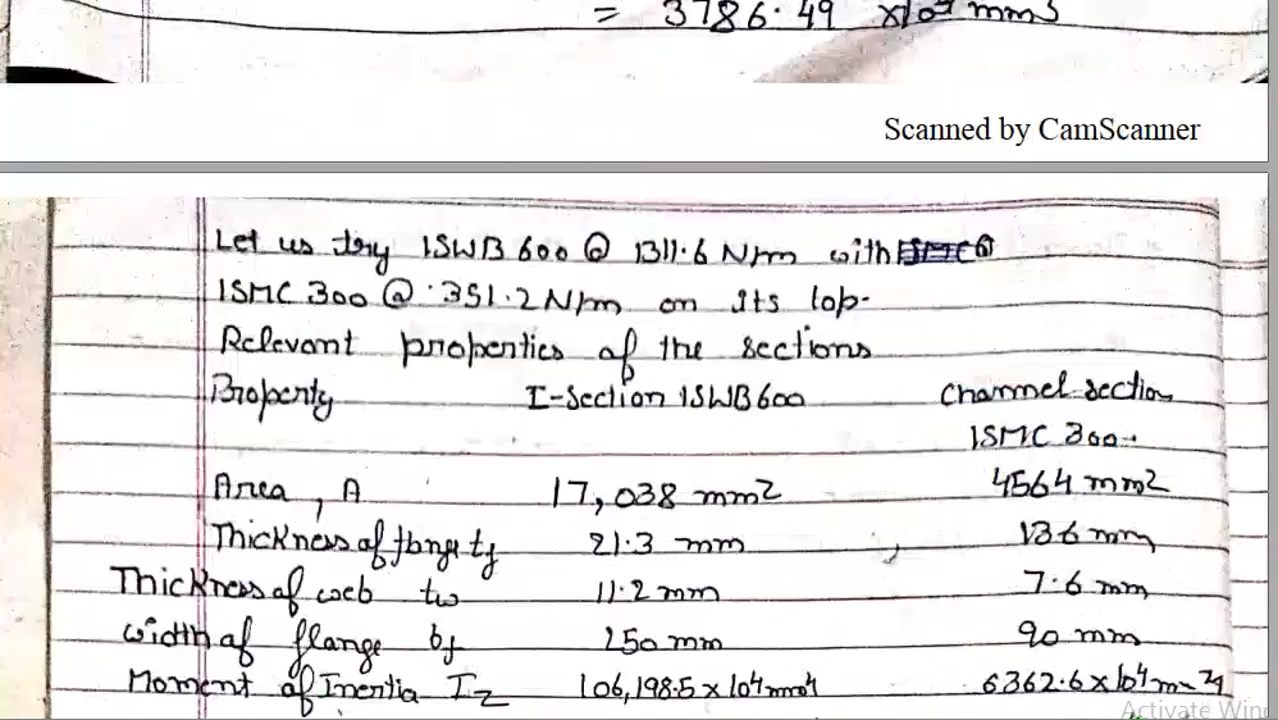 = 3786.49 x10³ mm³
Scanned by CamScanner
Let us try ISWB 600 @ 1311.6 N/m with
ISMC 300 @ 351.2 N/m on its top.
Relevant properties of the sections
Property I-Section ISWB 600 Channel section
ISMC 300
Area, A 17,038 mm2 4564 mm2
Thickness of flange tf 21.3 mm 13.6 mm
Thickness of web tw 11.2 mm 7.6 mm
Width of flange bf 250 mm 90 mm
Moment of Inertia Iz 106,198.5 x 10⁴ mm⁴ 6362.6 x 10⁴ mm⁴
Activate Win